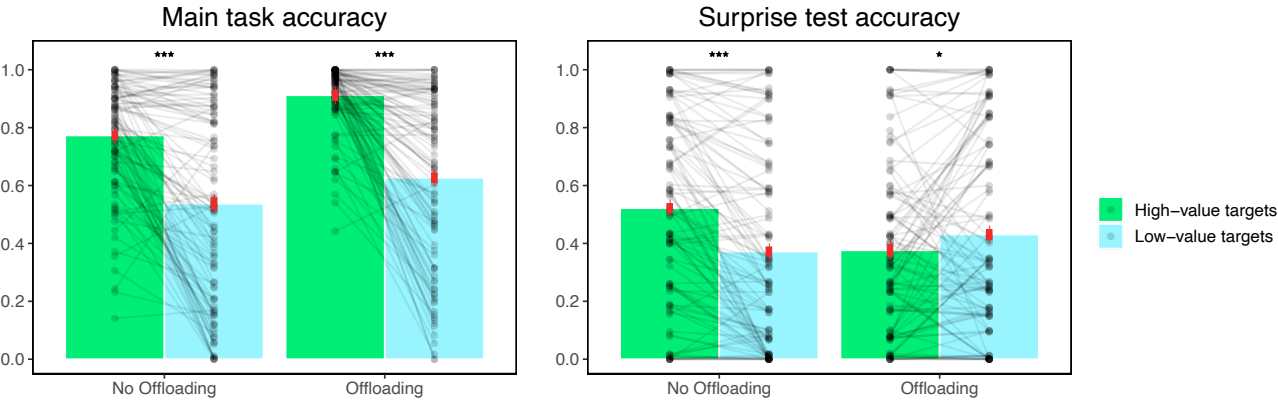 Main task accuracy
*** ***
1.0
0.8
0.6
0.4
0.2
0.0
No Offloading Offloading
Surprise test accuracy
*** *
1.0
0.8
0.6
0.4
0.2
0.0
No Offloading Offloading
High−value targets
Low−value targets